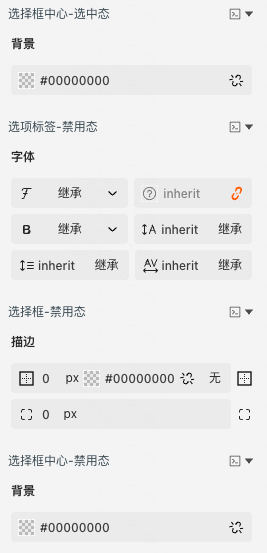 选择框中心-选中态
背景
#00000000
选项标签-禁用态
字体
继承 inherit
B 继承 A inherit 继承
inherit 继承 AV inherit 继承
选择框-禁用态
描边
0 px #00000000 无
0 px
选择框中心-禁用态
背景
#00000000